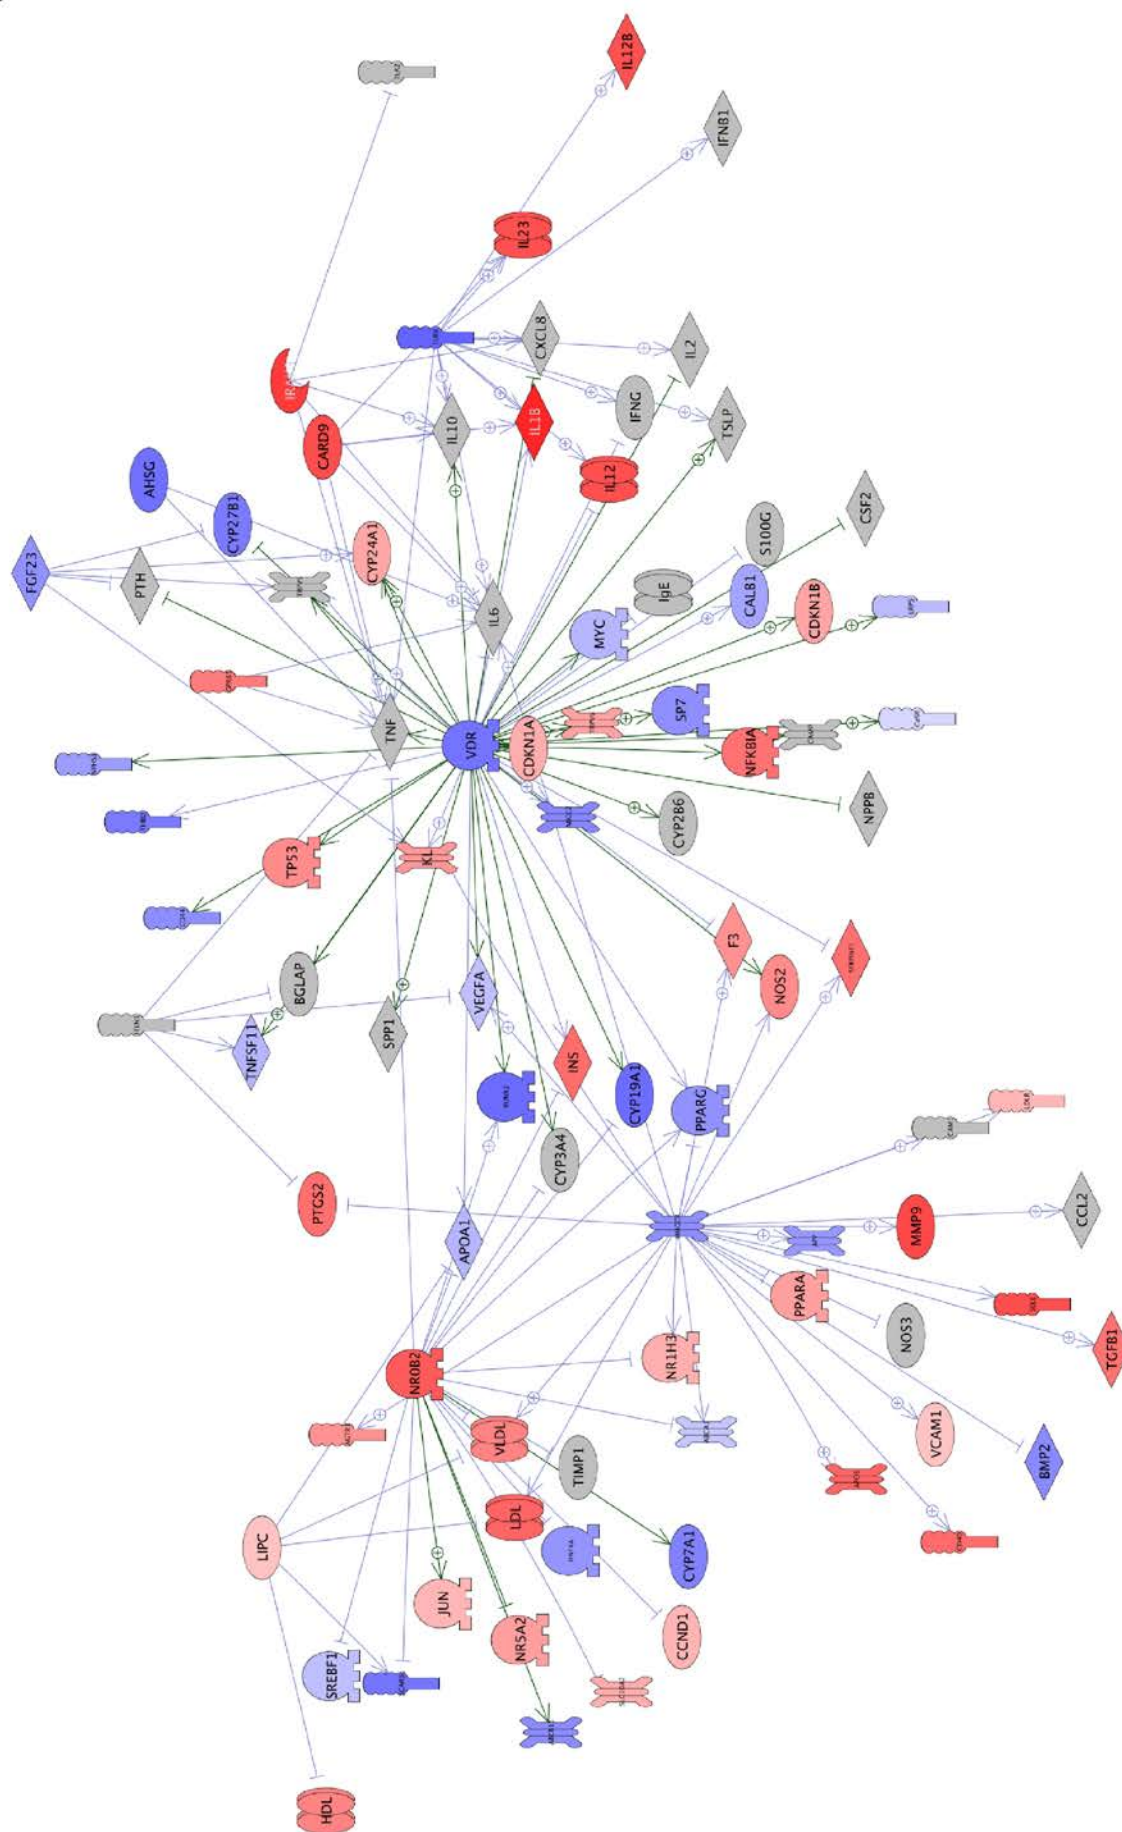 IL12B
IFNB1
IL23
CXCL8
IL2
CARD9
IL10
IL1B
IFNG
TSLP
AHSG
IL12
CYP27B1
FGF23
PTH
CYP24A1
S100G
CSF2
IgE
IL6
CALB1
MYC
CDKN1B
SP7
TNF
VDR
CDKN1A
NFKBIA
NPPB
CYP2B6
TP53
KL
F3
NOS2
BGLAP
VEGFA
SPP1
TNFSF11
INS
CYP19A1
PPARG
RUNX2
CYP3A4
PTGS2
APOA1
CCL2
MMP9
APP
PPARA
NOS3
TGFB1
NR0B2
NR1H3
VCAM1
BMP2
VLDL
TIMP1
LDL
LIPC
CYP7A1
JUN
NR5A2
CCND1
SREBF1
HDL